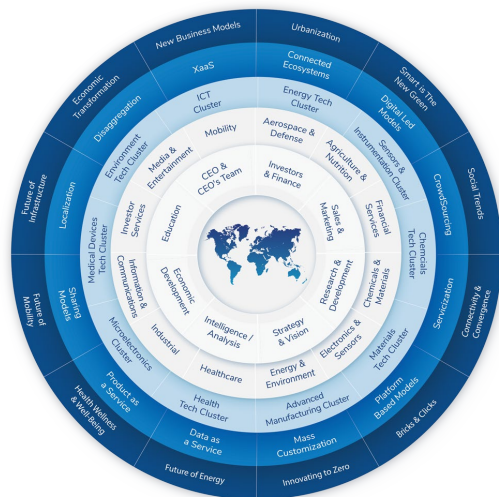 Urbanization
Smart is The
New Green
Social Trends
Connectivity &
Convergence
Bricks & Clicks
Innovating to Zero
Future of Energy
Health Wellness
& Well-Being
Future of
Mobility
Future of
Infrastructure
Economic
Transformation
New Business Models
Connected
Ecosystems
Digital Led
Models
CrowdSourcing
Servicization
Platform
Based Models
Mass
Customization
Data as
a Service
Product as
a Service
Sharing
Models
Localization
Disaggregation
XaaS
Energy Tech
Cluster
Sensors &
Instrumentation Cluster
Chemcials
Tech Cluster
Materials
Tech Cluster
Advanced
Manufacturing Cluster
Health
Tech Cluster
Microelectronics
Cluster
Medical Devices
Tech Cluster
Environment
Tech Cluster
ICT
Cluster
Aerospace &
Defense
Agriculture &
Nutrition
Financial
Services
Chemicals &
Materials
Electronics &
Sensors
Energy &
Environment
Healthcare
Industrial
Information &
Communications
Investor
Services
Media &
Entertainment
Mobility
Investors
& Finance
Sales &
Marketing
Research &
Development
Strategy
& Vision
Intelligence /
Analysis
Economic
Development
Education
CEO &
CEO's Team